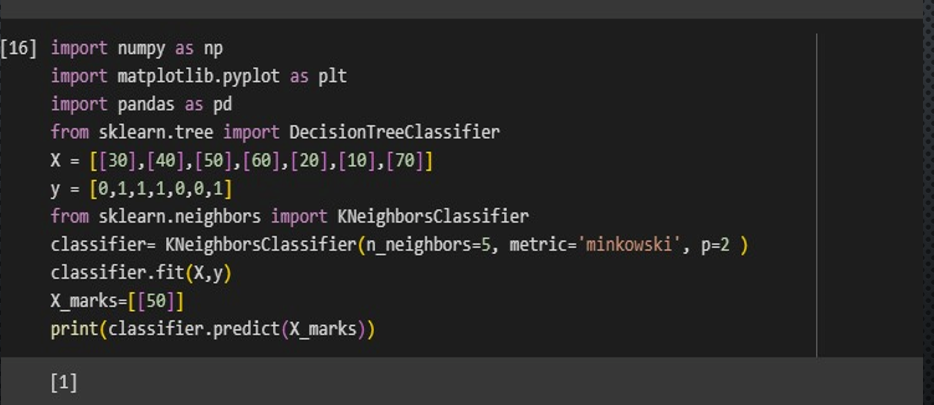 [16] import numpy as np
import matplotlib.pyplot as plt
import pandas as pd
from sklearn.tree import DecisionTreeClassifier
X = [[30],[40],[50],[60],[20],[10],[70]]
y = [0,1,1,1,0,0,1]
from sklearn.neighbors import KNeighborsClassifier
classifier= KNeighborsClassifier(n_neighbors=5, metric='minkowski', p=2 )
classifier.fit(X,y)
X_marks=[[50]]
print(classifier.predict(X_marks))
[1]